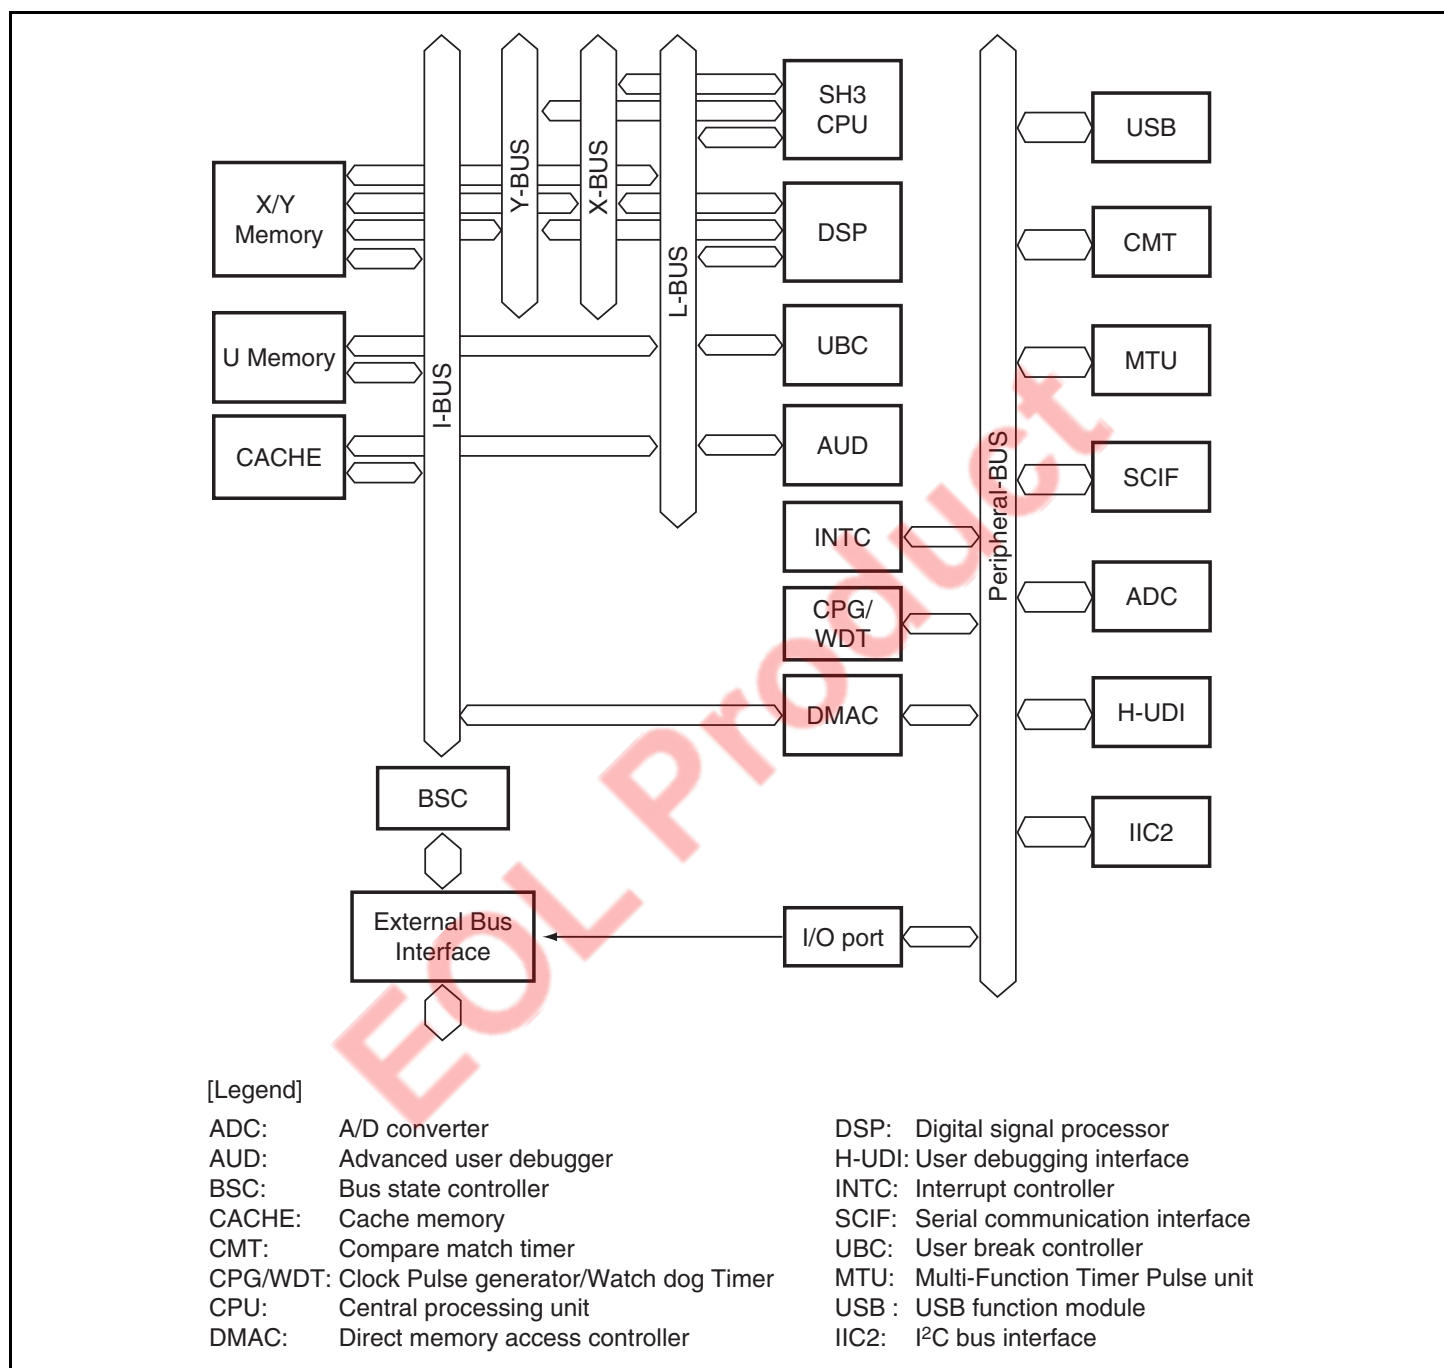 SH3
CPU
USB
X/Y
Memory
Y-BUS
X-BUS
DSP
CMT
L-BUS
U Memory
UBC
MTU
I-BUS
CACHE
AUD
SCIF
Peripheral-BUS
INTC
CPG/
WDT
ADC
DMAC
H-UDI
BSC
IIC2
External Bus
Interface
I/O port
EOL Product
[Legend]
ADC: A/D converter
AUD: Advanced user debugger
BSC: Bus state controller
CACHE: Cache memory
CMT: Compare match timer
CPG/WDT: Clock Pulse generator/Watch dog Timer
CPU: Central processing unit
DMAC: Direct memory access controller
DSP: Digital signal processor
H-UDI: User debugging interface
INTC: Interrupt controller
SCIF: Serial communication interface
UBC: User break controller
MTU: Multi-Function Timer Pulse unit
USB : USB function module
IIC2: I²C bus interface